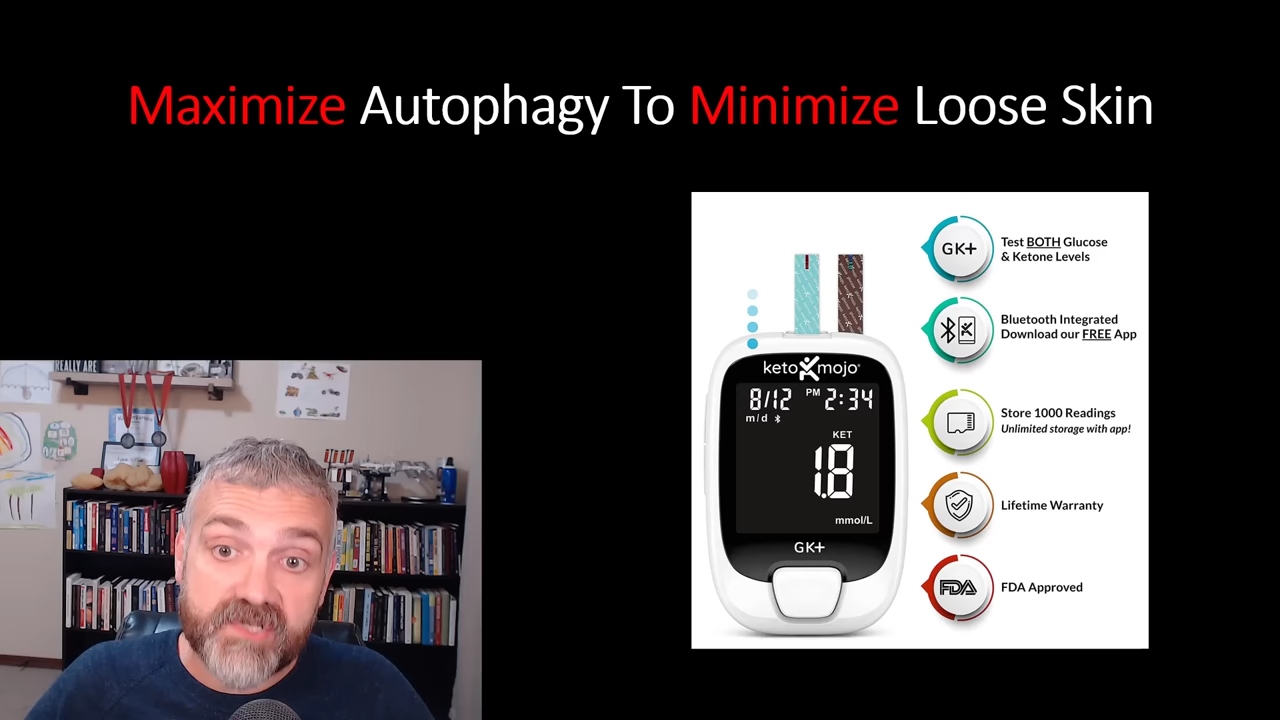 Maximize Autophagy To Minimize Loose Skin
GK+
Test BOTH Glucose
& Ketone Levels
Bluetooth Integrated
Download our FREE App
Store 1000 Readings
Unlimited storage with app!
Lifetime Warranty
FDA
FDA Approved
keto mojo
8/12 PM 2:34
m/d
KET
1.8
mmol/L
GK+
REALLY ARE